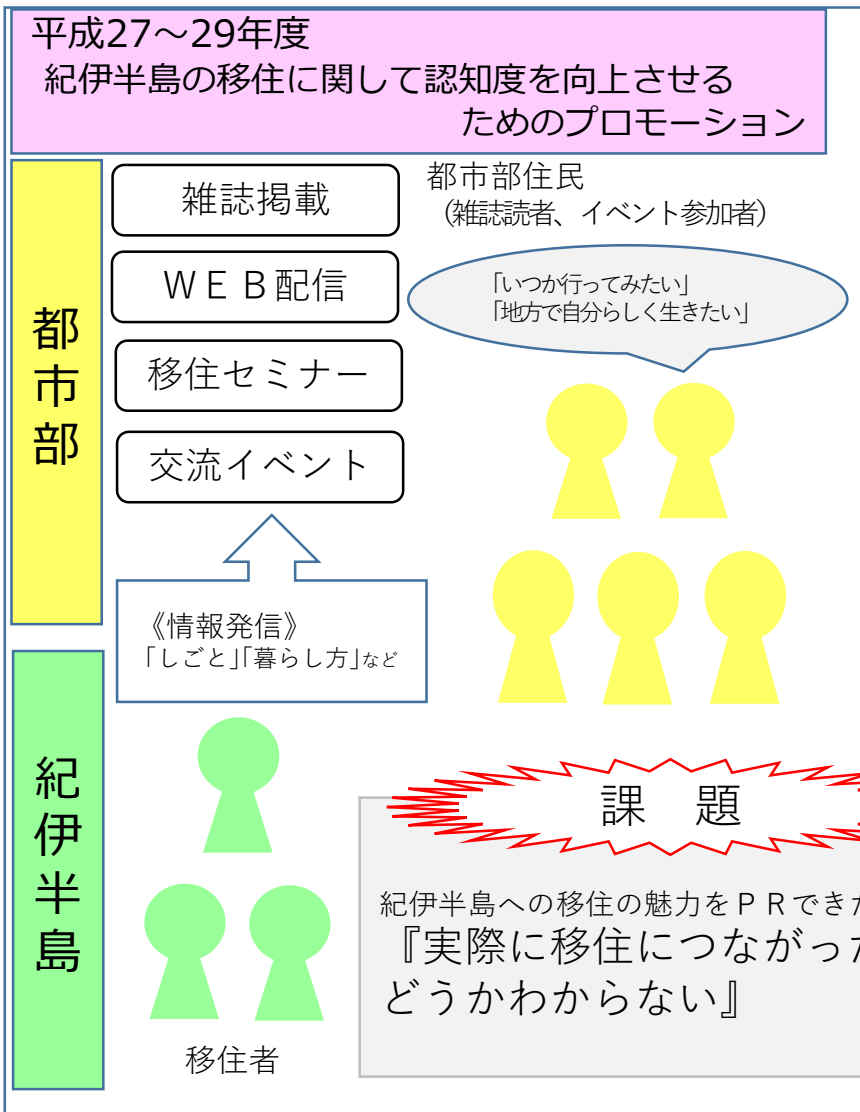 平成27～29年度
紀伊半島の移住に関して認知度を向上させる
ためのプロモーション
都市部
雑誌掲載
ＷＥＢ配信
移住セミナー
交流イベント
都市部住民
（雑誌読者、イベント参加者）
「いつか行ってみたい」
「地方で自分らしく生きたい」
《情報発信》
「しごと」「暮らし方」など
紀伊半島
移住者
課　題
紀伊半島への移住の魅力をＰＲできた
『実際に移住につながった
どうかわからない』